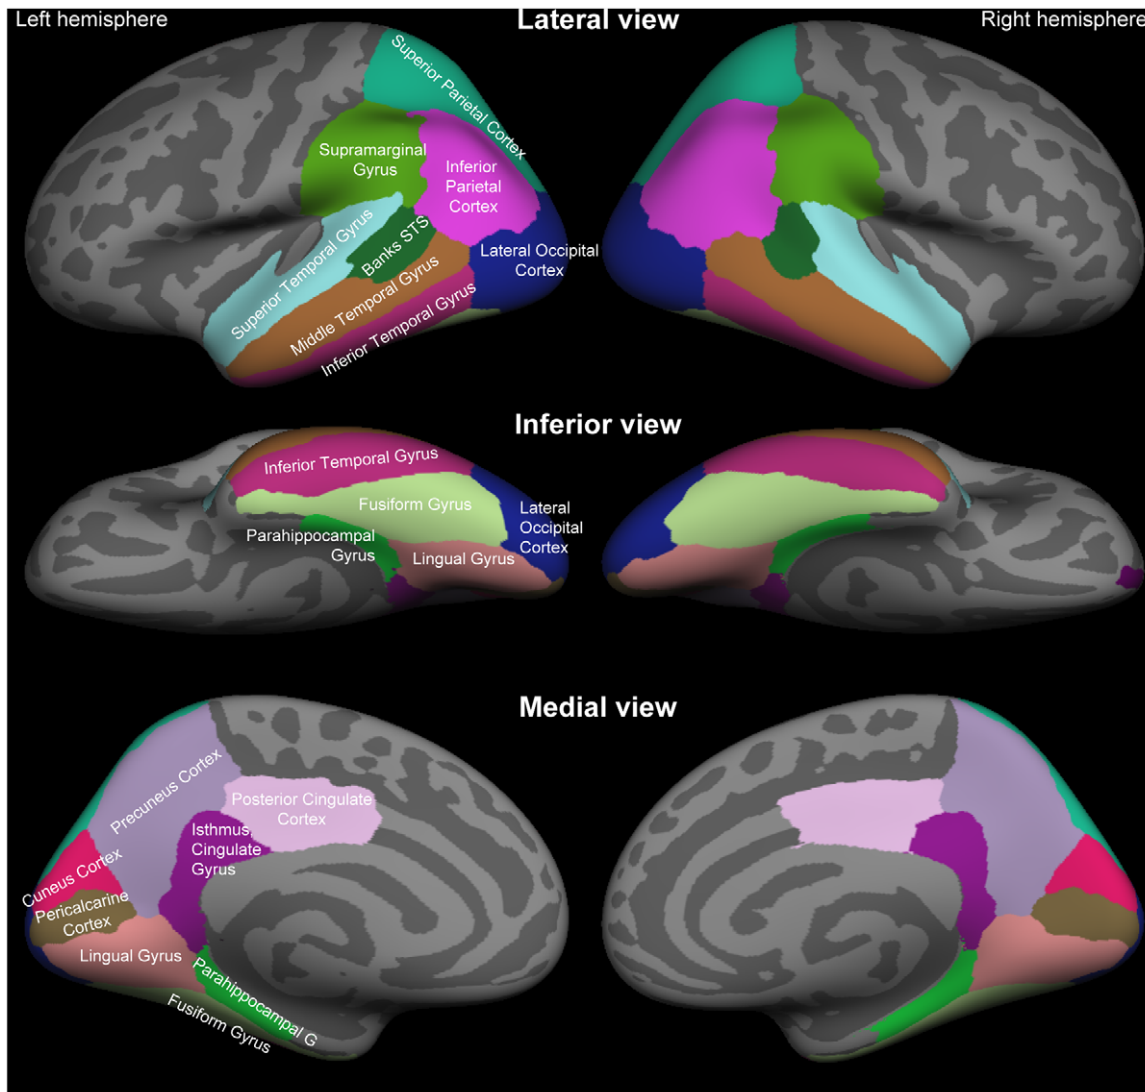 Left hemisphere
Lateral view
Right hemisphere
Superior Parietal Cortex
Supramarginal
Gyrus
Inferior
Parietal
Cortex
Superior Temporal Gyrus
Banks STS
Lateral Occipital
Cortex
Middle Temporal Gyrus
Inferior Temporal Gyrus
Inferior view
Inferior Temporal Gyrus
Fusiform Gyrus
Lateral
Occipital
Cortex
Parahippocampal
Gyrus
Lingual Gyrus
Medial view
Precuneus Cortex
Posterior Cingulate
Cortex
Isthmus,
Cingulate
Gyrus
Cuneus Cortex
Pericalcarine
Cortex
Lingual Gyrus
Parahippocampal G
Fusiform Gyrus